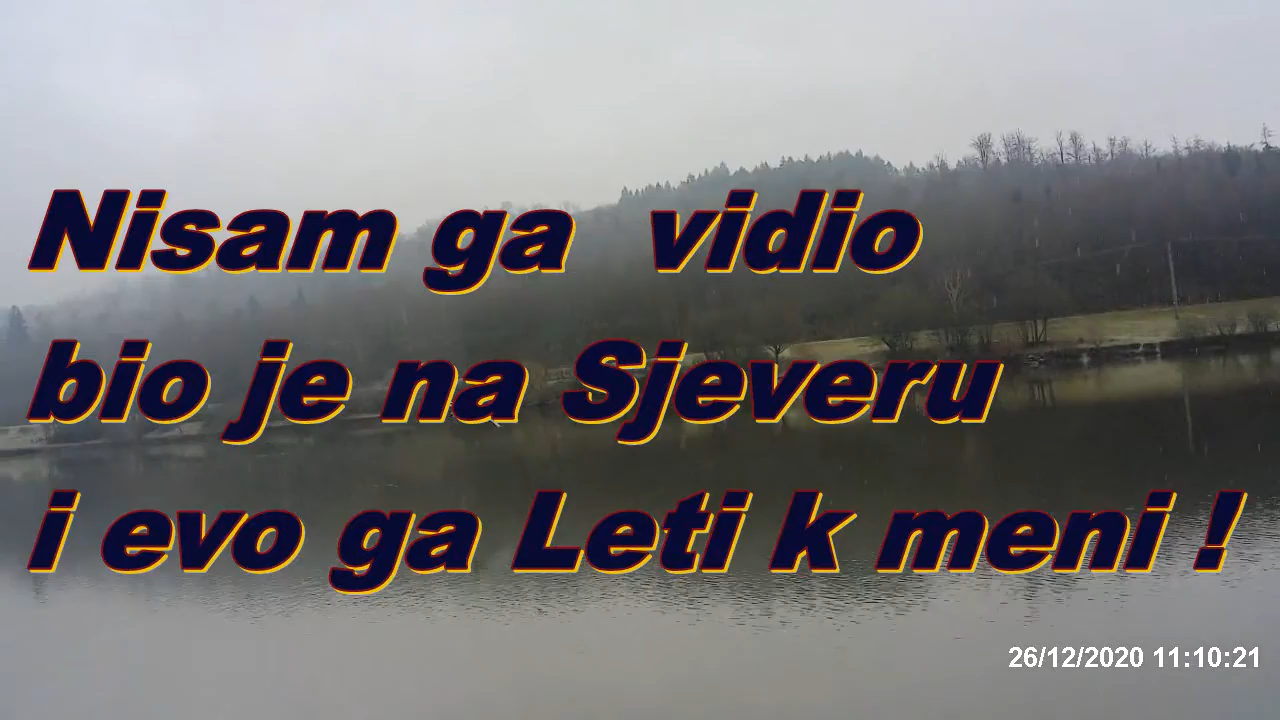 Nisam ga vidio
bio je na Sjeveru
i evo ga Leti k meni !
26/12/2020 11:10:21